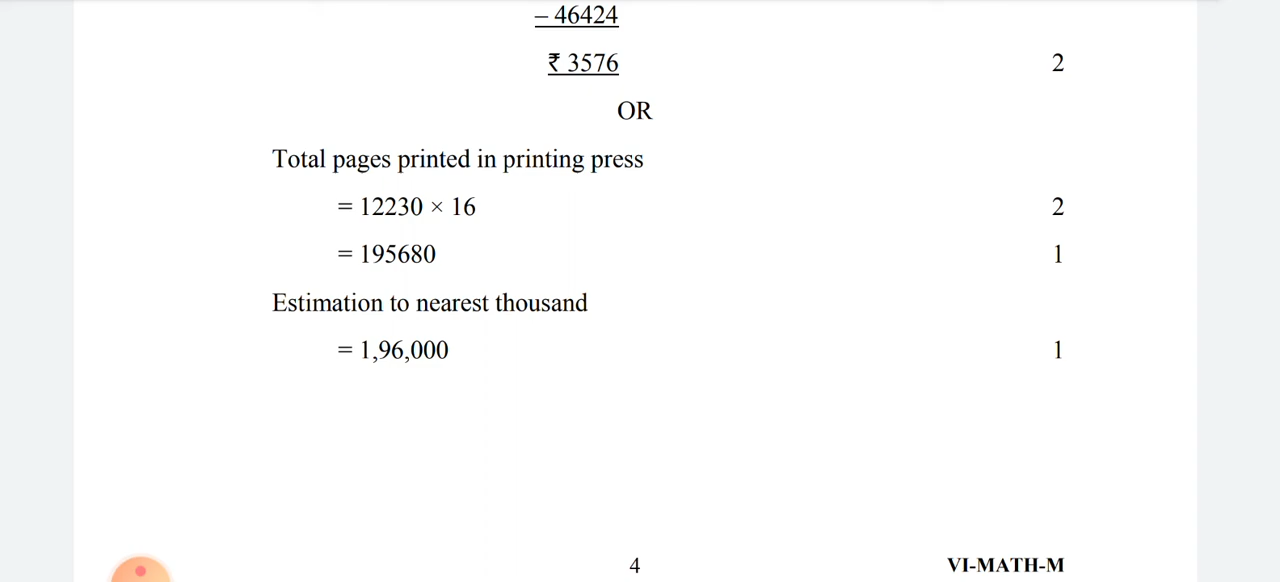 – 46424
₹ 3576 2
OR
Total pages printed in printing press
= 12230 × 16 2
= 195680 1
Estimation to nearest thousand
= 1,96,000 1
4 VI-MATH-M